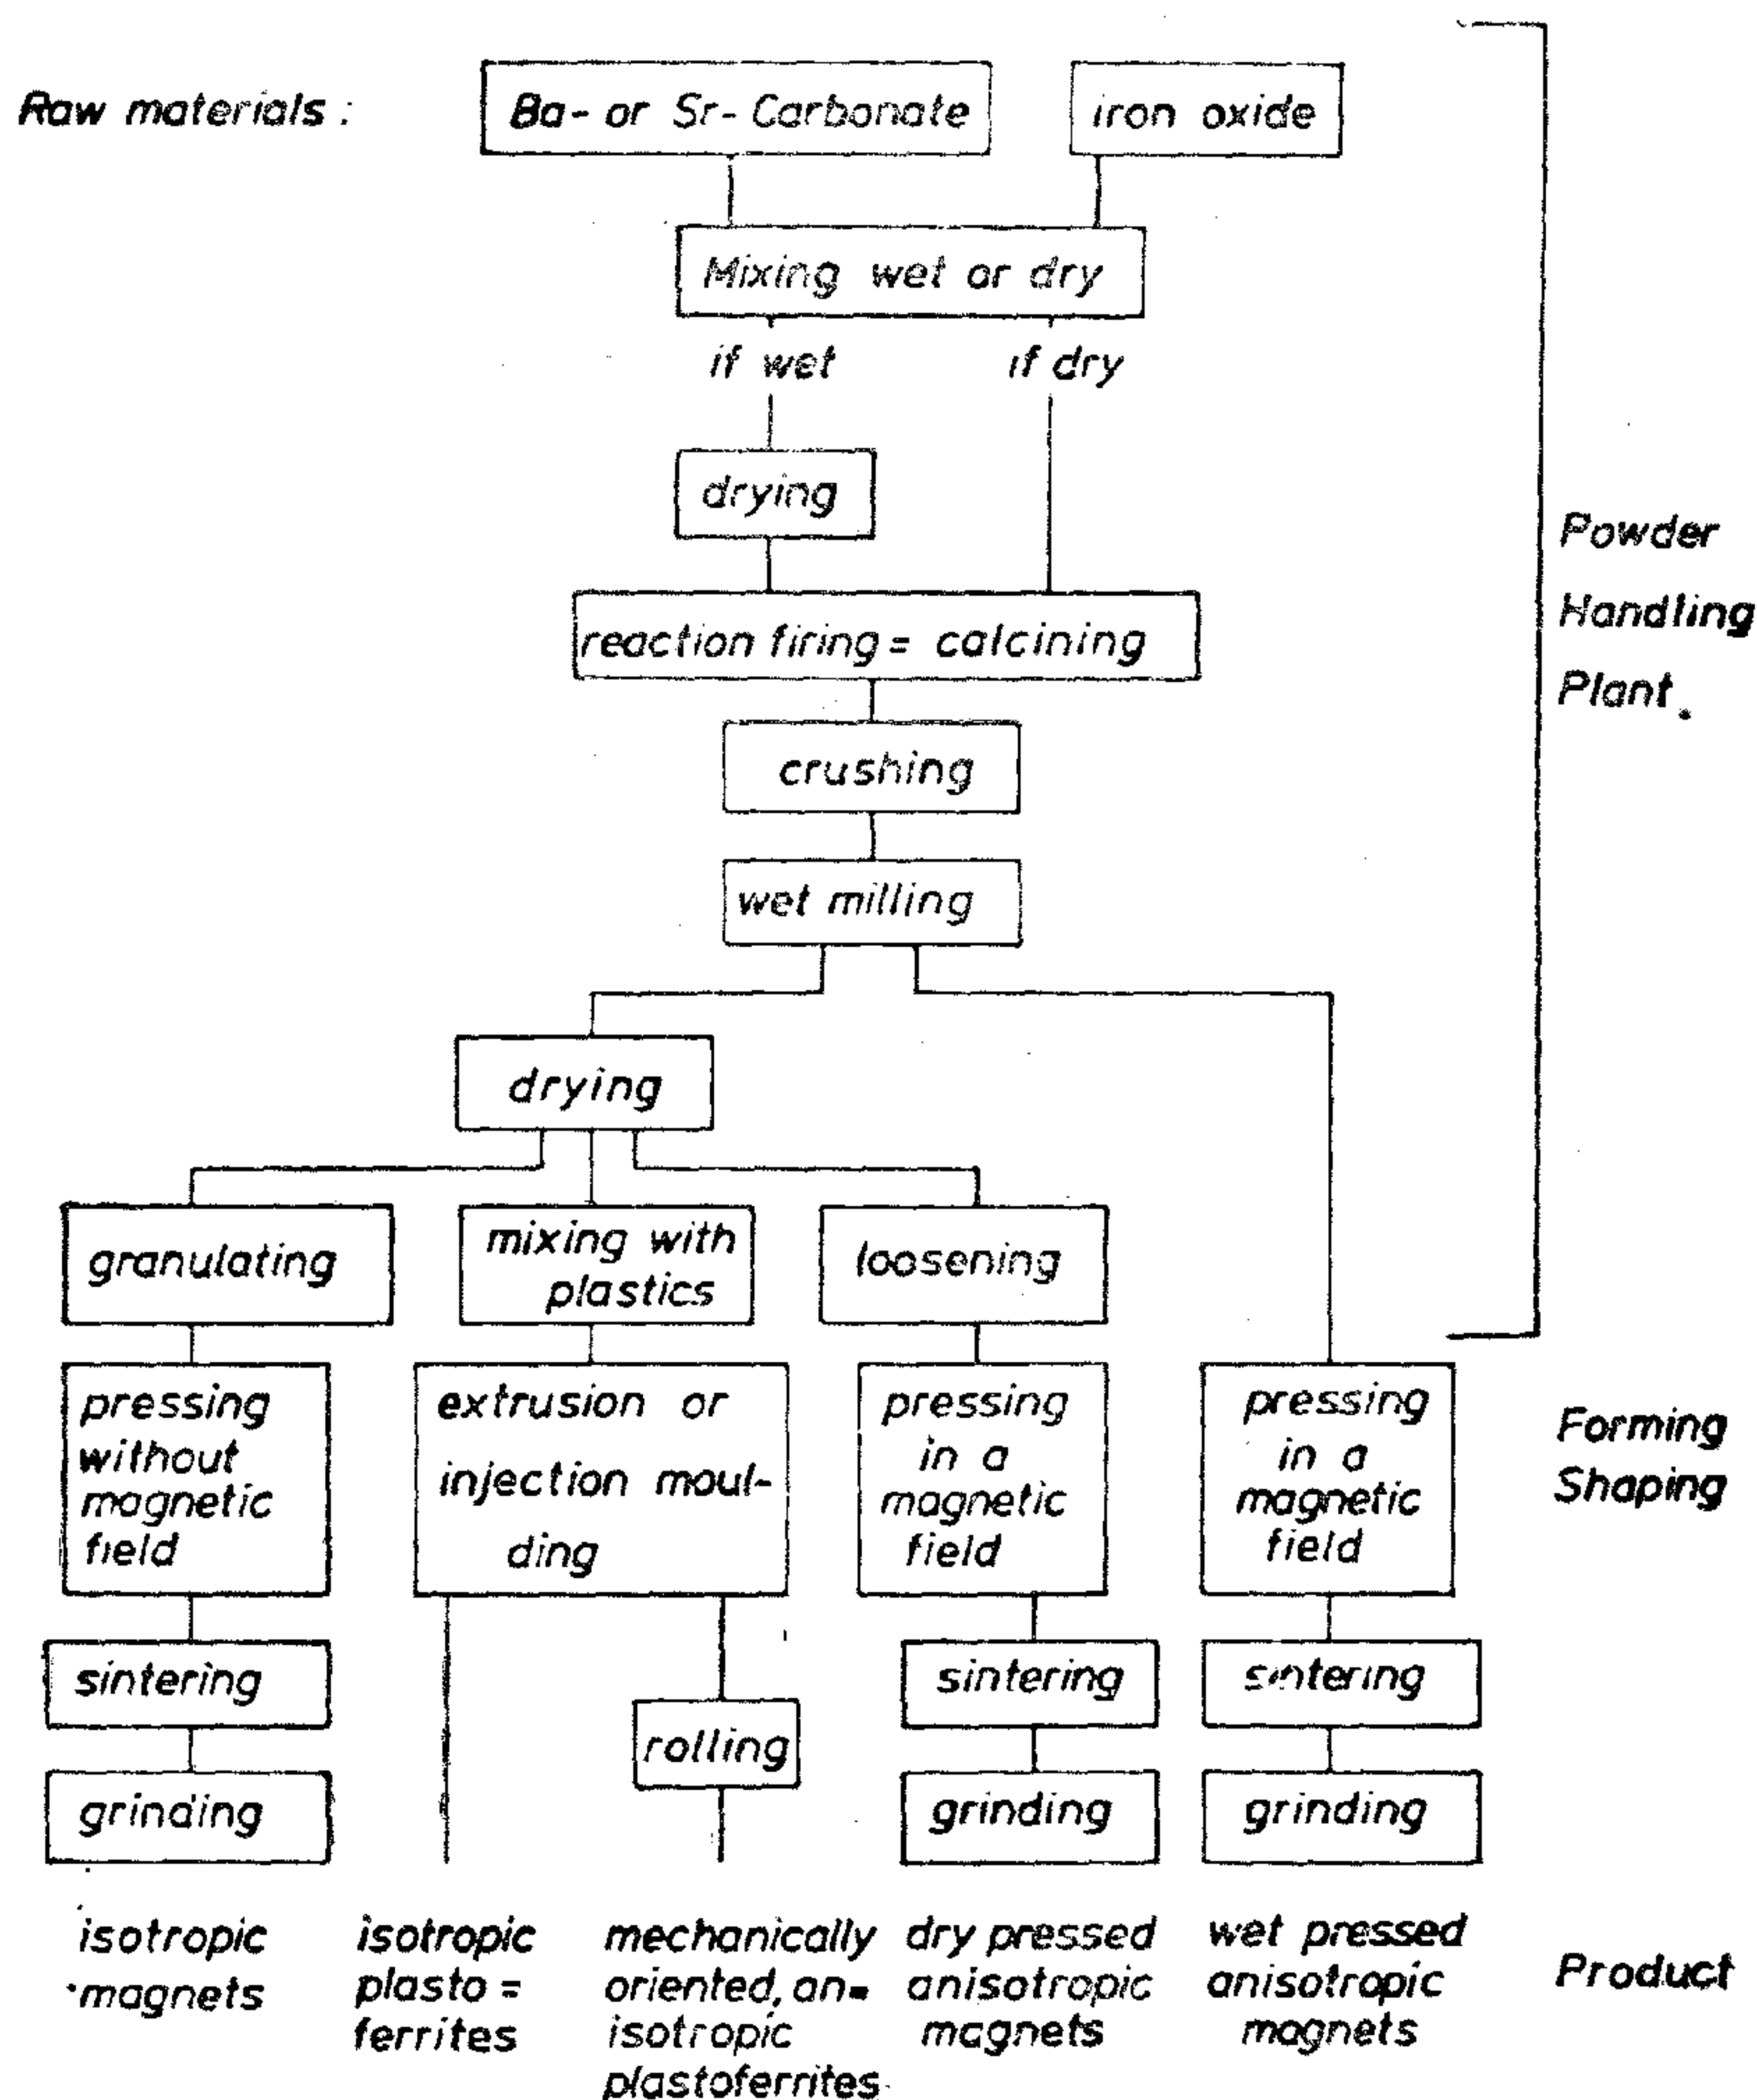 Raw materials :
Ba- or Sr- Carbonate
iron oxide
Mixing wet or dry
if wet
if dry
drying
reaction firing = calcining
crushing
wet milling
Powder
Handling
Plant.
drying
granulating
mixing with
plastics
loosening
pressing
without
magnetic
field
extrusion or
injection moul-
ding
pressing
in a
magnetic
field
pressing
in a
magnetic
field
Forming
Shaping
sintering
rolling
sintering
sintering
grinding
grinding
grinding
isotropic
magnets
isotropic
plasto =
ferrites
mechanically
oriented, an=
isotropic
plastoferrites
dry pressed
anisotropic
magnets
wet pressed
anisotropic
magnets
Product